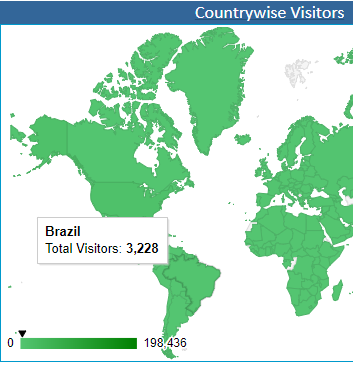 Countrywise Visitors
Brazil
Total Visitors: 3,228
0 198,436